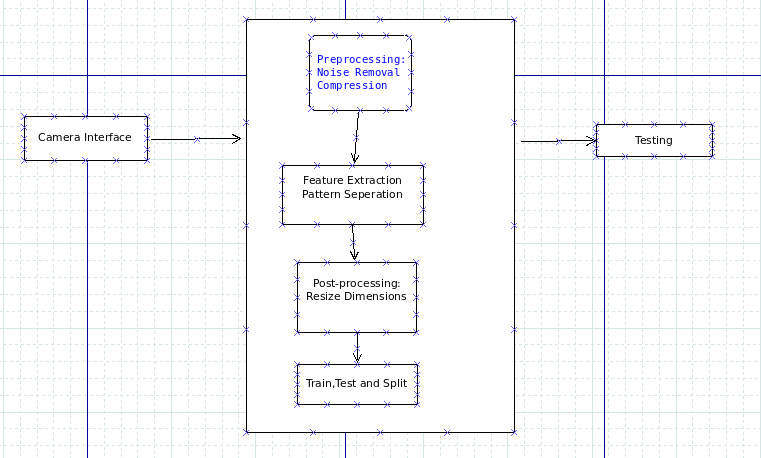 Camera Interface
Preprocessing:
Noise Removal
Compression
Feature Extraction
Pattern Seperation
Post-processing:
Resize Dimensions
Train,Test and Split
Testing